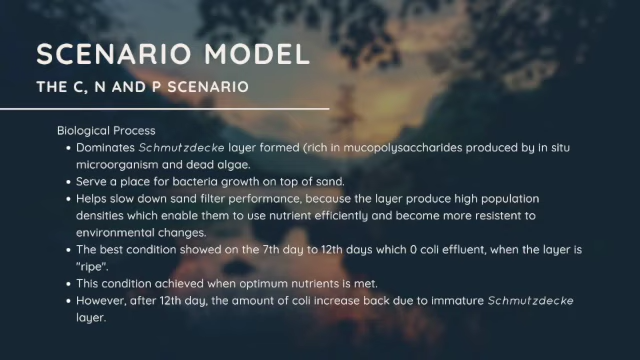 SCENARIO MODEL
THE C, N AND P SCENARIO
Biological Process
• Dominates Schmutzdecke layer formed (rich in mucopolysaccharides produced by in situ
microorganism and dead algae.
• Serve a place for bacteria growth on top of sand.
• Helps slow down sand filter performance, because the layer produce high population
densities which enable them to use nutrient efficiently and become more resistent to
environmental changes.
• The best condition showed on the 7th day to 12th days which 0 coli effluent, when the layer is
"ripe".
• This condition achieved when optimum nutrients is met.
• However, after 12th day, the amount of coli increase back due to immature Schmutzdecke
layer.